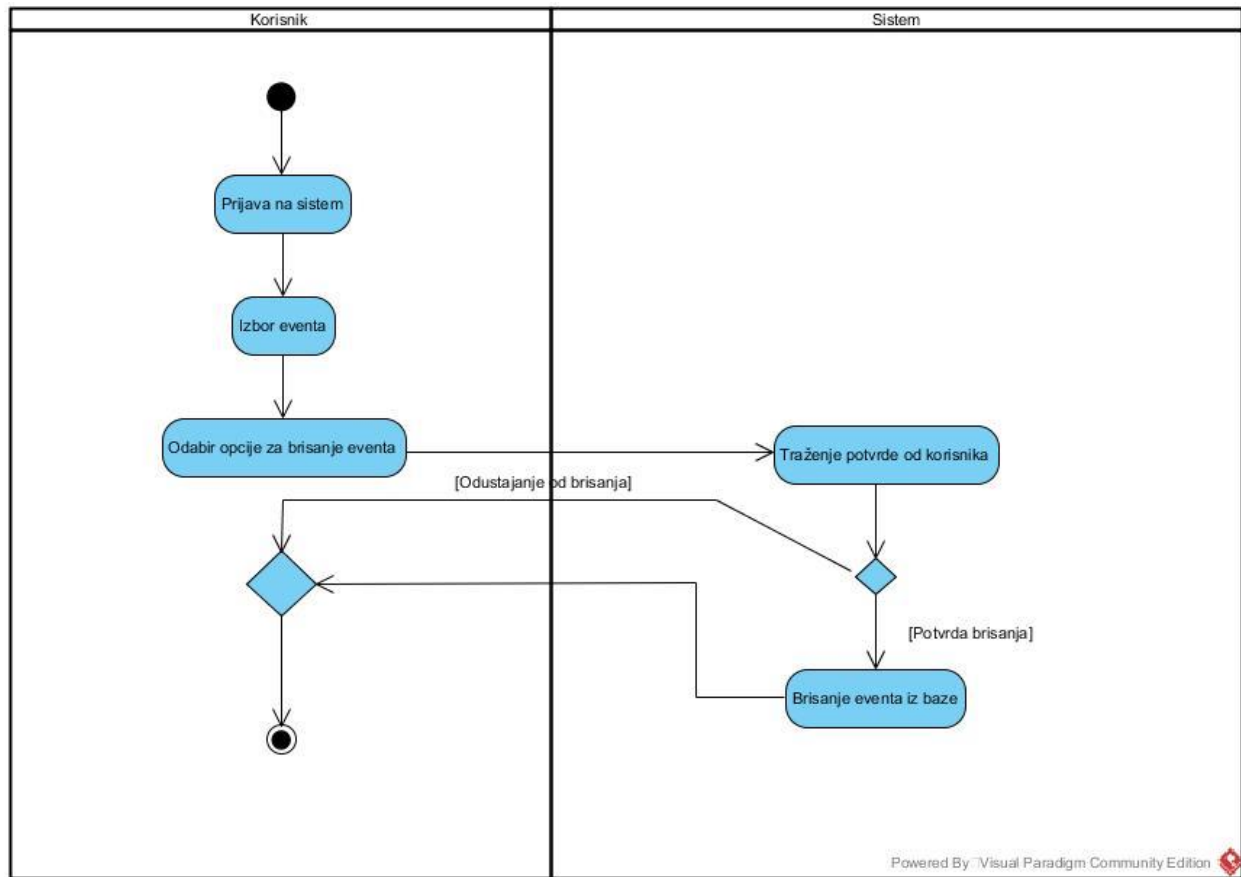 Korisnik
Sistem
Prijava na sistem
Izbor eventa
Odabir opcije za brisanje eventa
Traženje potvrde od korisnika
[Odustajanje od brisanja]
[Potvrda brisanja]
Brisanje eventa iz baze
Powered By Visual Paradigm Community Edition